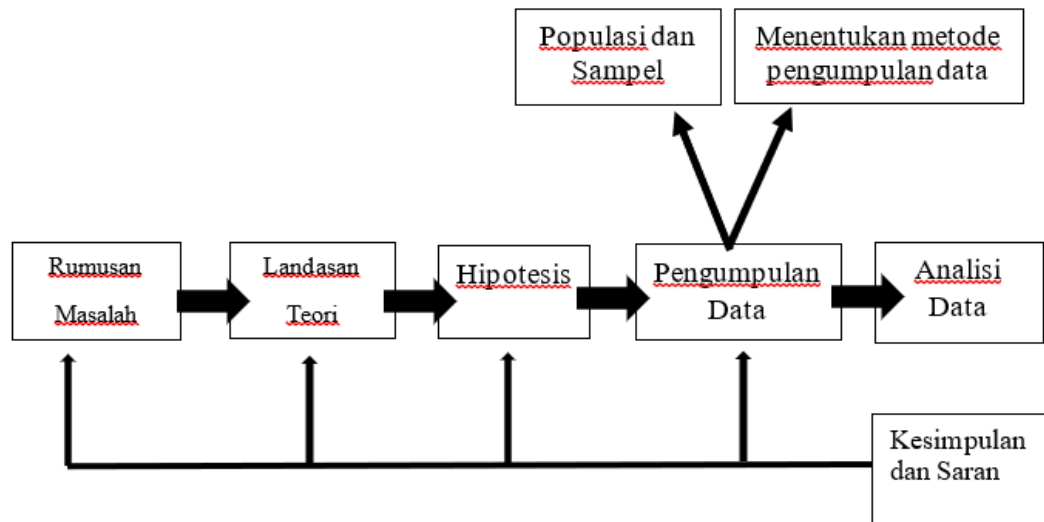 Populasi dan
Sampel
Menentukan metode
pengumpulan data
Rumusan
Masalah
Landasan
Teori
Hipotesis
Pengumpulan
Data
Analisi
Data
Kesimpulan
dan Saran